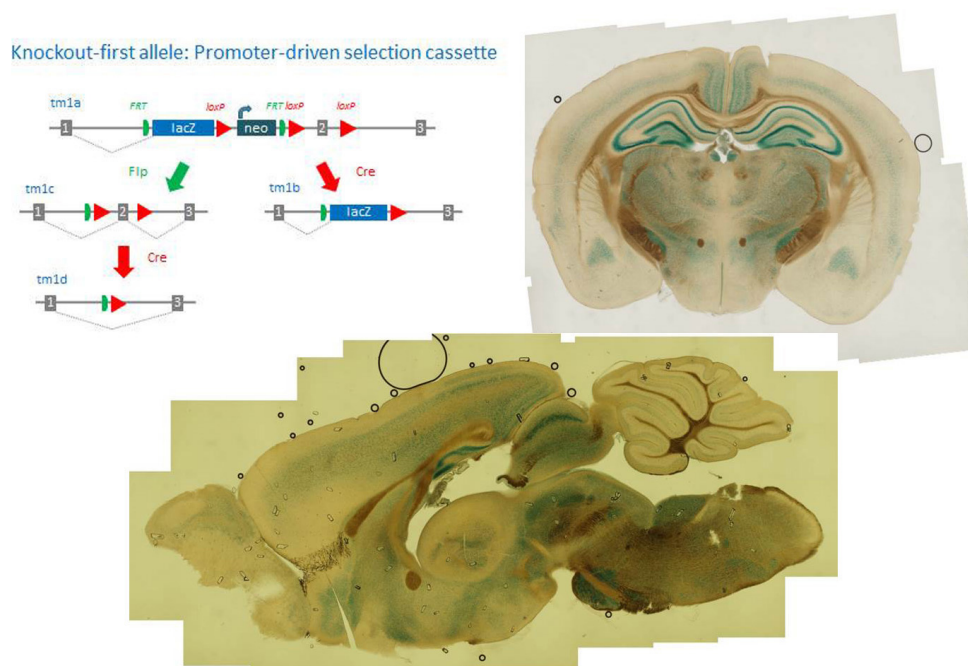 Knockout-first allele: Promoter-driven selection cassette
tm1a
FRT
loxP
FRT loxP
loxP
1
lacZ
neo
2
3
Flp
Cre
tm1c
tm1b
1
2
3
1
lacZ
3
Cre
tm1d
1
3